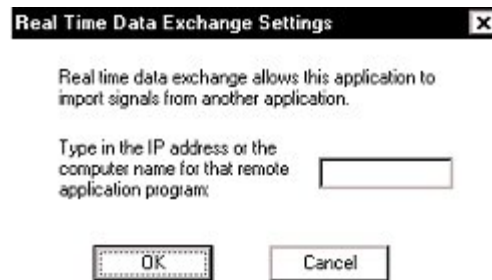 Real Time Data Exchange Settings
Real time data exchange allows this application to
import signals from another application.
Type in the IP address or the
computer name for that remote
application program:
OK
Cancel